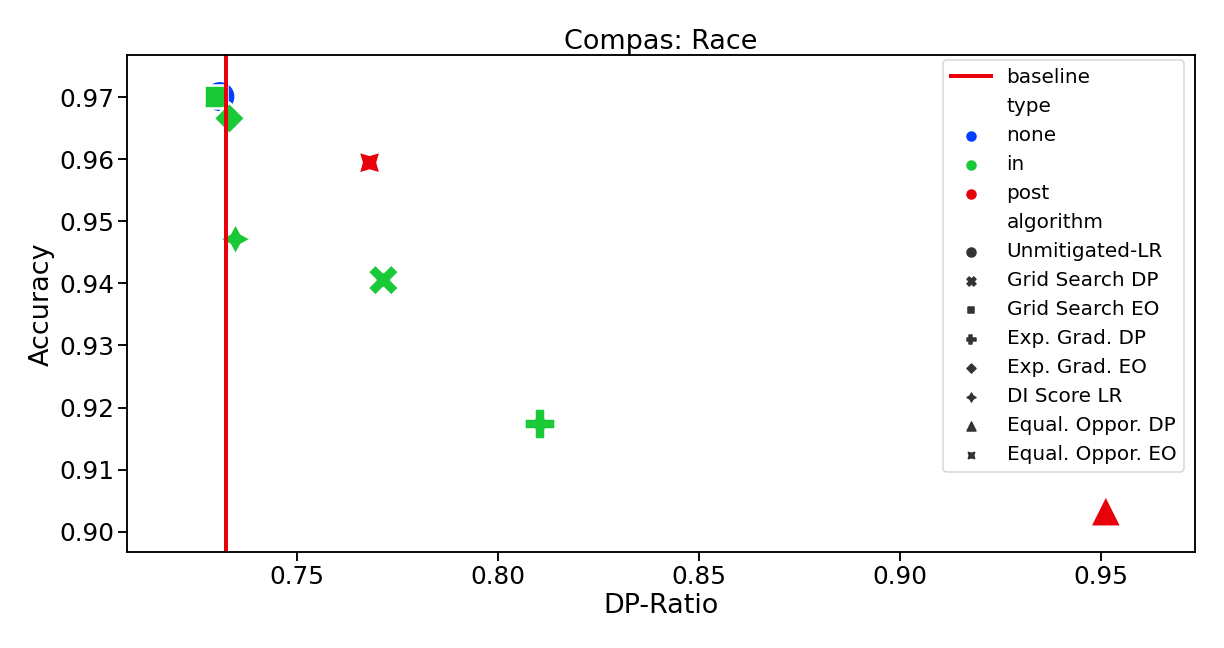 Compas: Race
Accuracy
0.97
0.96
0.95
0.94
0.93
0.92
0.91
0.90
baseline
type
none
in
post
algorithm
Unmitigated-LR
Grid Search DP
Grid Search EO
Exp. Grad. DP
Exp. Grad. EO
DI Score LR
Equal. Oppor. DP
Equal. Oppor. EO
0.75 0.80 0.85 0.90 0.95
DP-Ratio